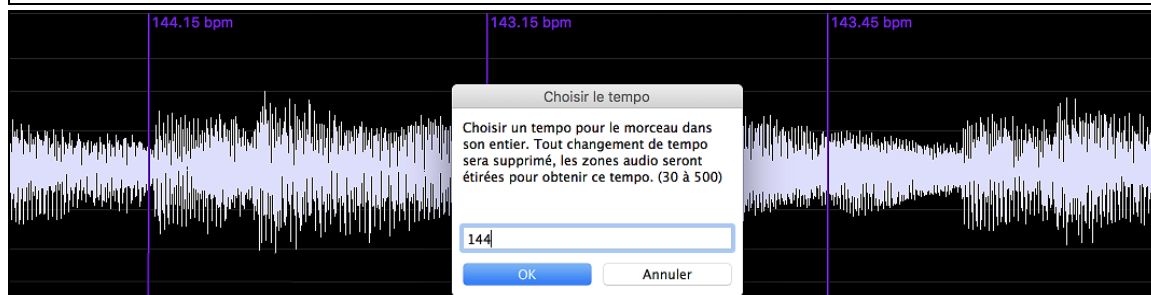 144.15 bpm
143.15 bpm
143.45 bpm
Choisir le tempo
Choisir un tempo pour le morceau dans
son entier. Tout changement de tempo
sera supprimé, les zones audio seront
étirées pour obtenir ce tempo. (30 à 500)
144
OK
Annuler